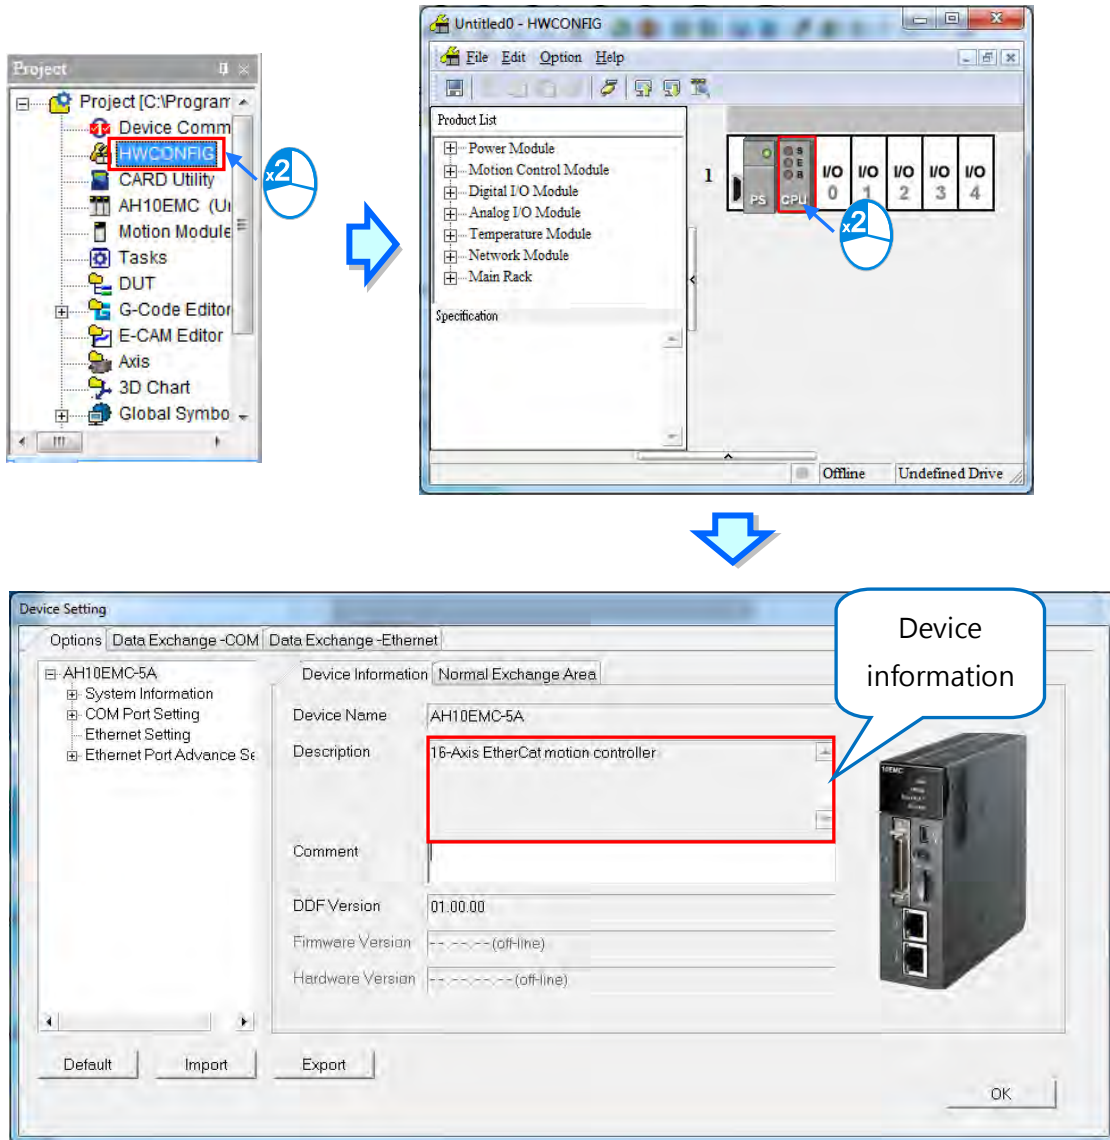 Project
Project [C:\Program
Device Comm
HWCONFIG
CARD Utility
AH10EMC (Ui
Motion Module
Tasks
DUT
G-Code Editor
E-CAM Editor
Axis
3D Chart
Global Symbo
x2
Untitled0 - HWCONFIG
File Edit Option Help
Product List
Power Module
Motion Control Module
Digital I/O Module
Analog I/O Module
Temperature Module
Network Module
Main Rack
Specification
1
PS
S
E
B
CPU
I/O 0
I/O 1
I/O 2
I/O 3
I/O 4
x2
Offline Undefined Drive
Device Setting
Options Data Exchange -COM Data Exchange -Ethernet
AH10EMC-5A
System Information
COM Port Setting
Ethernet Setting
Ethernet Port Advance Se
Device Information Normal Exchange Area
Device Name AH10EMC-5A
Description 16-Axis EtherCat motion controller
Comment
DDF Version 01.00.00
Firmware Version --.--.--(off-line)
Hardware Version --.--.--.--(off-line)
Device
information
10EMC
Default Import Export
OK